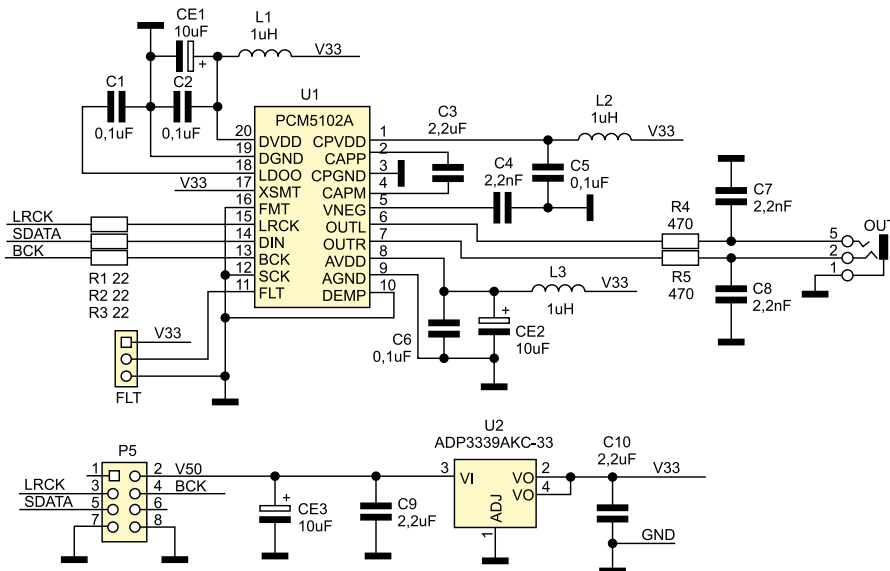 CE1
10uF
+
L1
1uH
V33
C1
0,1uF
C2
0,1uF
U1
PCM5102A
20 DVDD
19 DGND
18 LDOO
17 XSMT
16 FMT
15 LRCK
14 DIN
13 BCK
12 SCK
11 FLT
CPVDD 1
CAPP 2
CPGND 3
CAPM 4
VNEG 5
OUTL 6
OUTR 7
AVDD 8
AGND 9
DEMP 10
V33
LRCK
SDATA
BCK
R1 22
R2 22
R3 22
V33
FLT
C3
2,2uF
C4
2,2nF
L2
1uH
V33
C5
0,1uF
R4
470
R5
470
C7
2,2nF
C8
2,2nF
5
2
1
L3
1uH
V33
C6
0,1uF
+
CE2
10uF
P5
1
2
V50
LRCK
3
4
BCK
SDATA
5
6
7
8
+
CE3
10uF
C9
2,2uF
U2
ADP3339AKC-33
3
VI
VO
2
VO
4
ADJ
1
C10
2,2uF
V33
GND